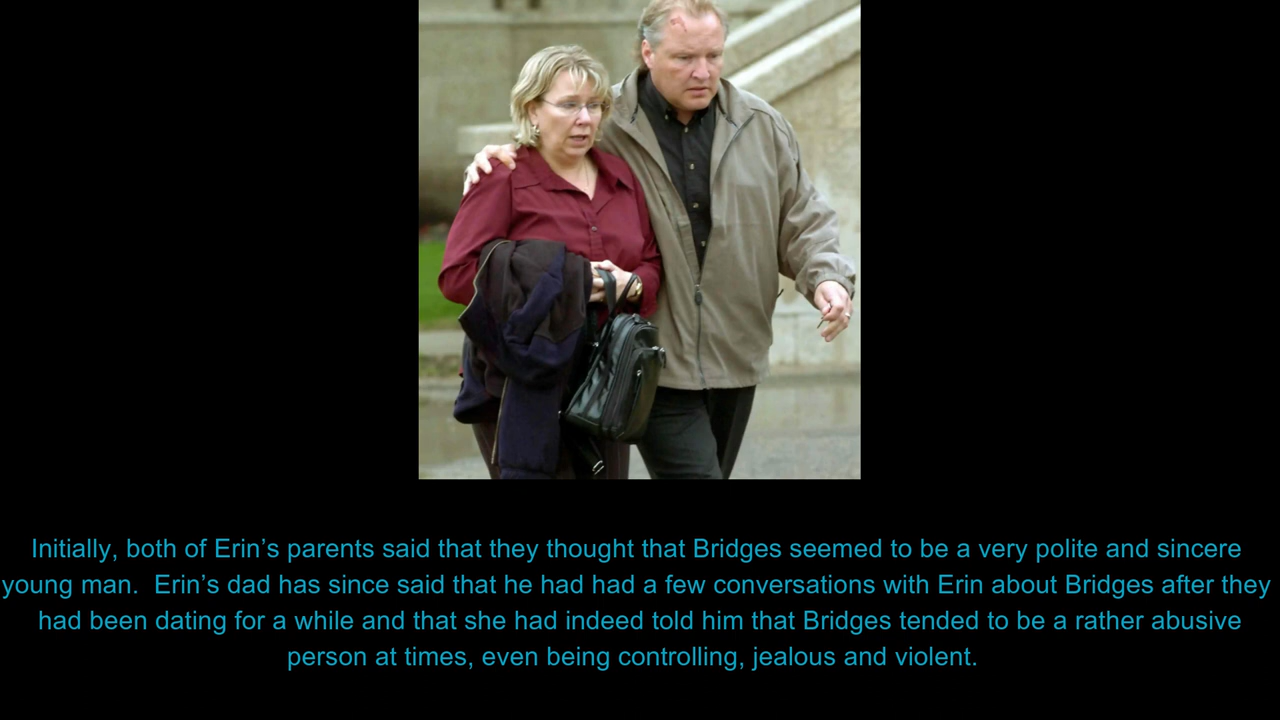 Initially, both of Erin’s parents said that they thought that Bridges seemed to be a very polite and sincere
young man.  Erin’s dad has since said that he had had a few conversations with Erin about Bridges after they
had been dating for a while and that she had indeed told him that Bridges tended to be a rather abusive
person at times, even being controlling, jealous and violent.